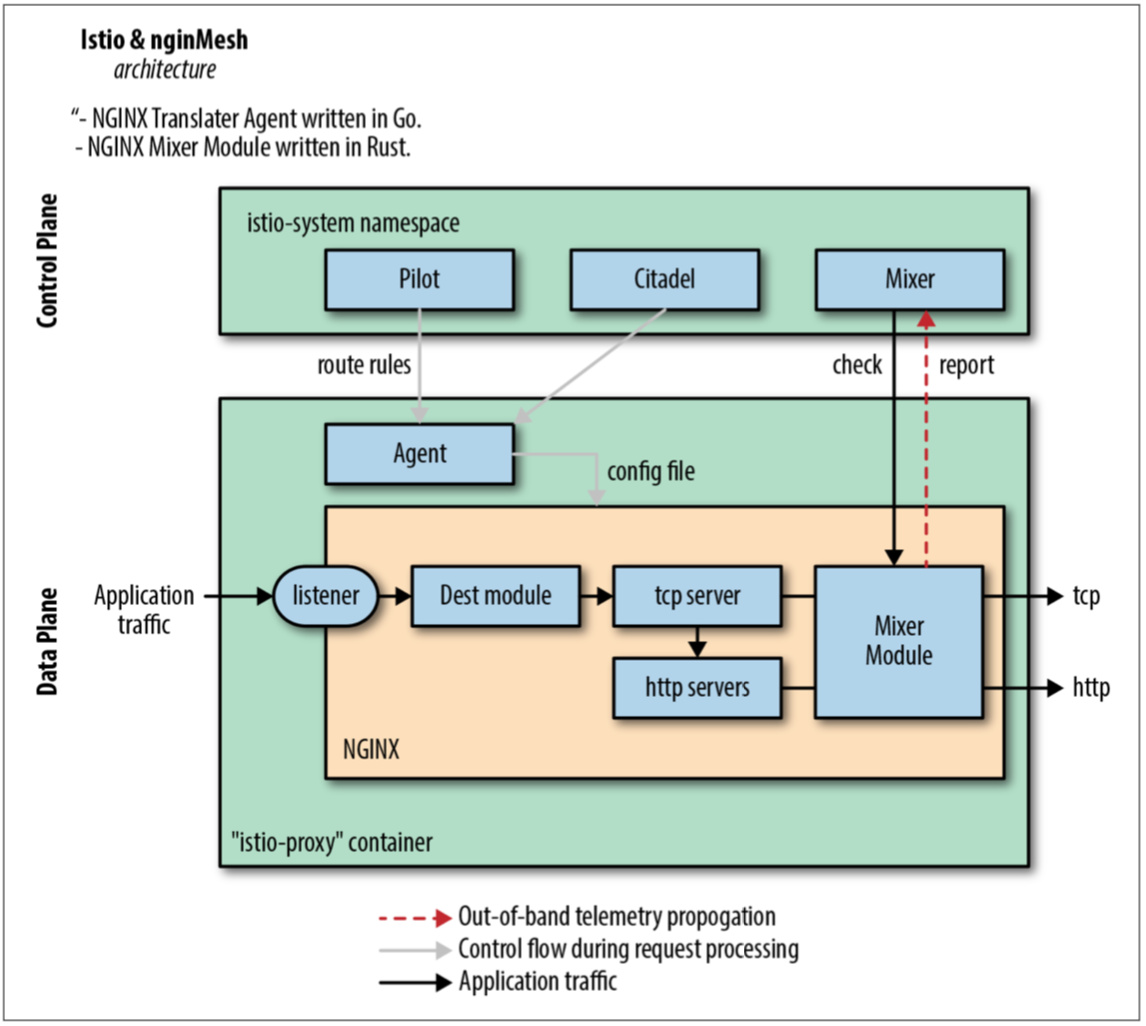 Istio & nginMesh
architecture
“- NGINX Translater Agent written in Go.
- NGINX Mixer Module written in Rust.
Control Plane
istio-system namespace
Pilot
Citadel
Mixer
route rules
check
report
Agent
config file
Data Plane
Application
traffic
listener
Dest module
tcp server
http servers
Mixer
Module
tcp
http
NGINX
"istio-proxy" container
Out-of-band telemetry propogation
Control flow during request processing
Application traffic